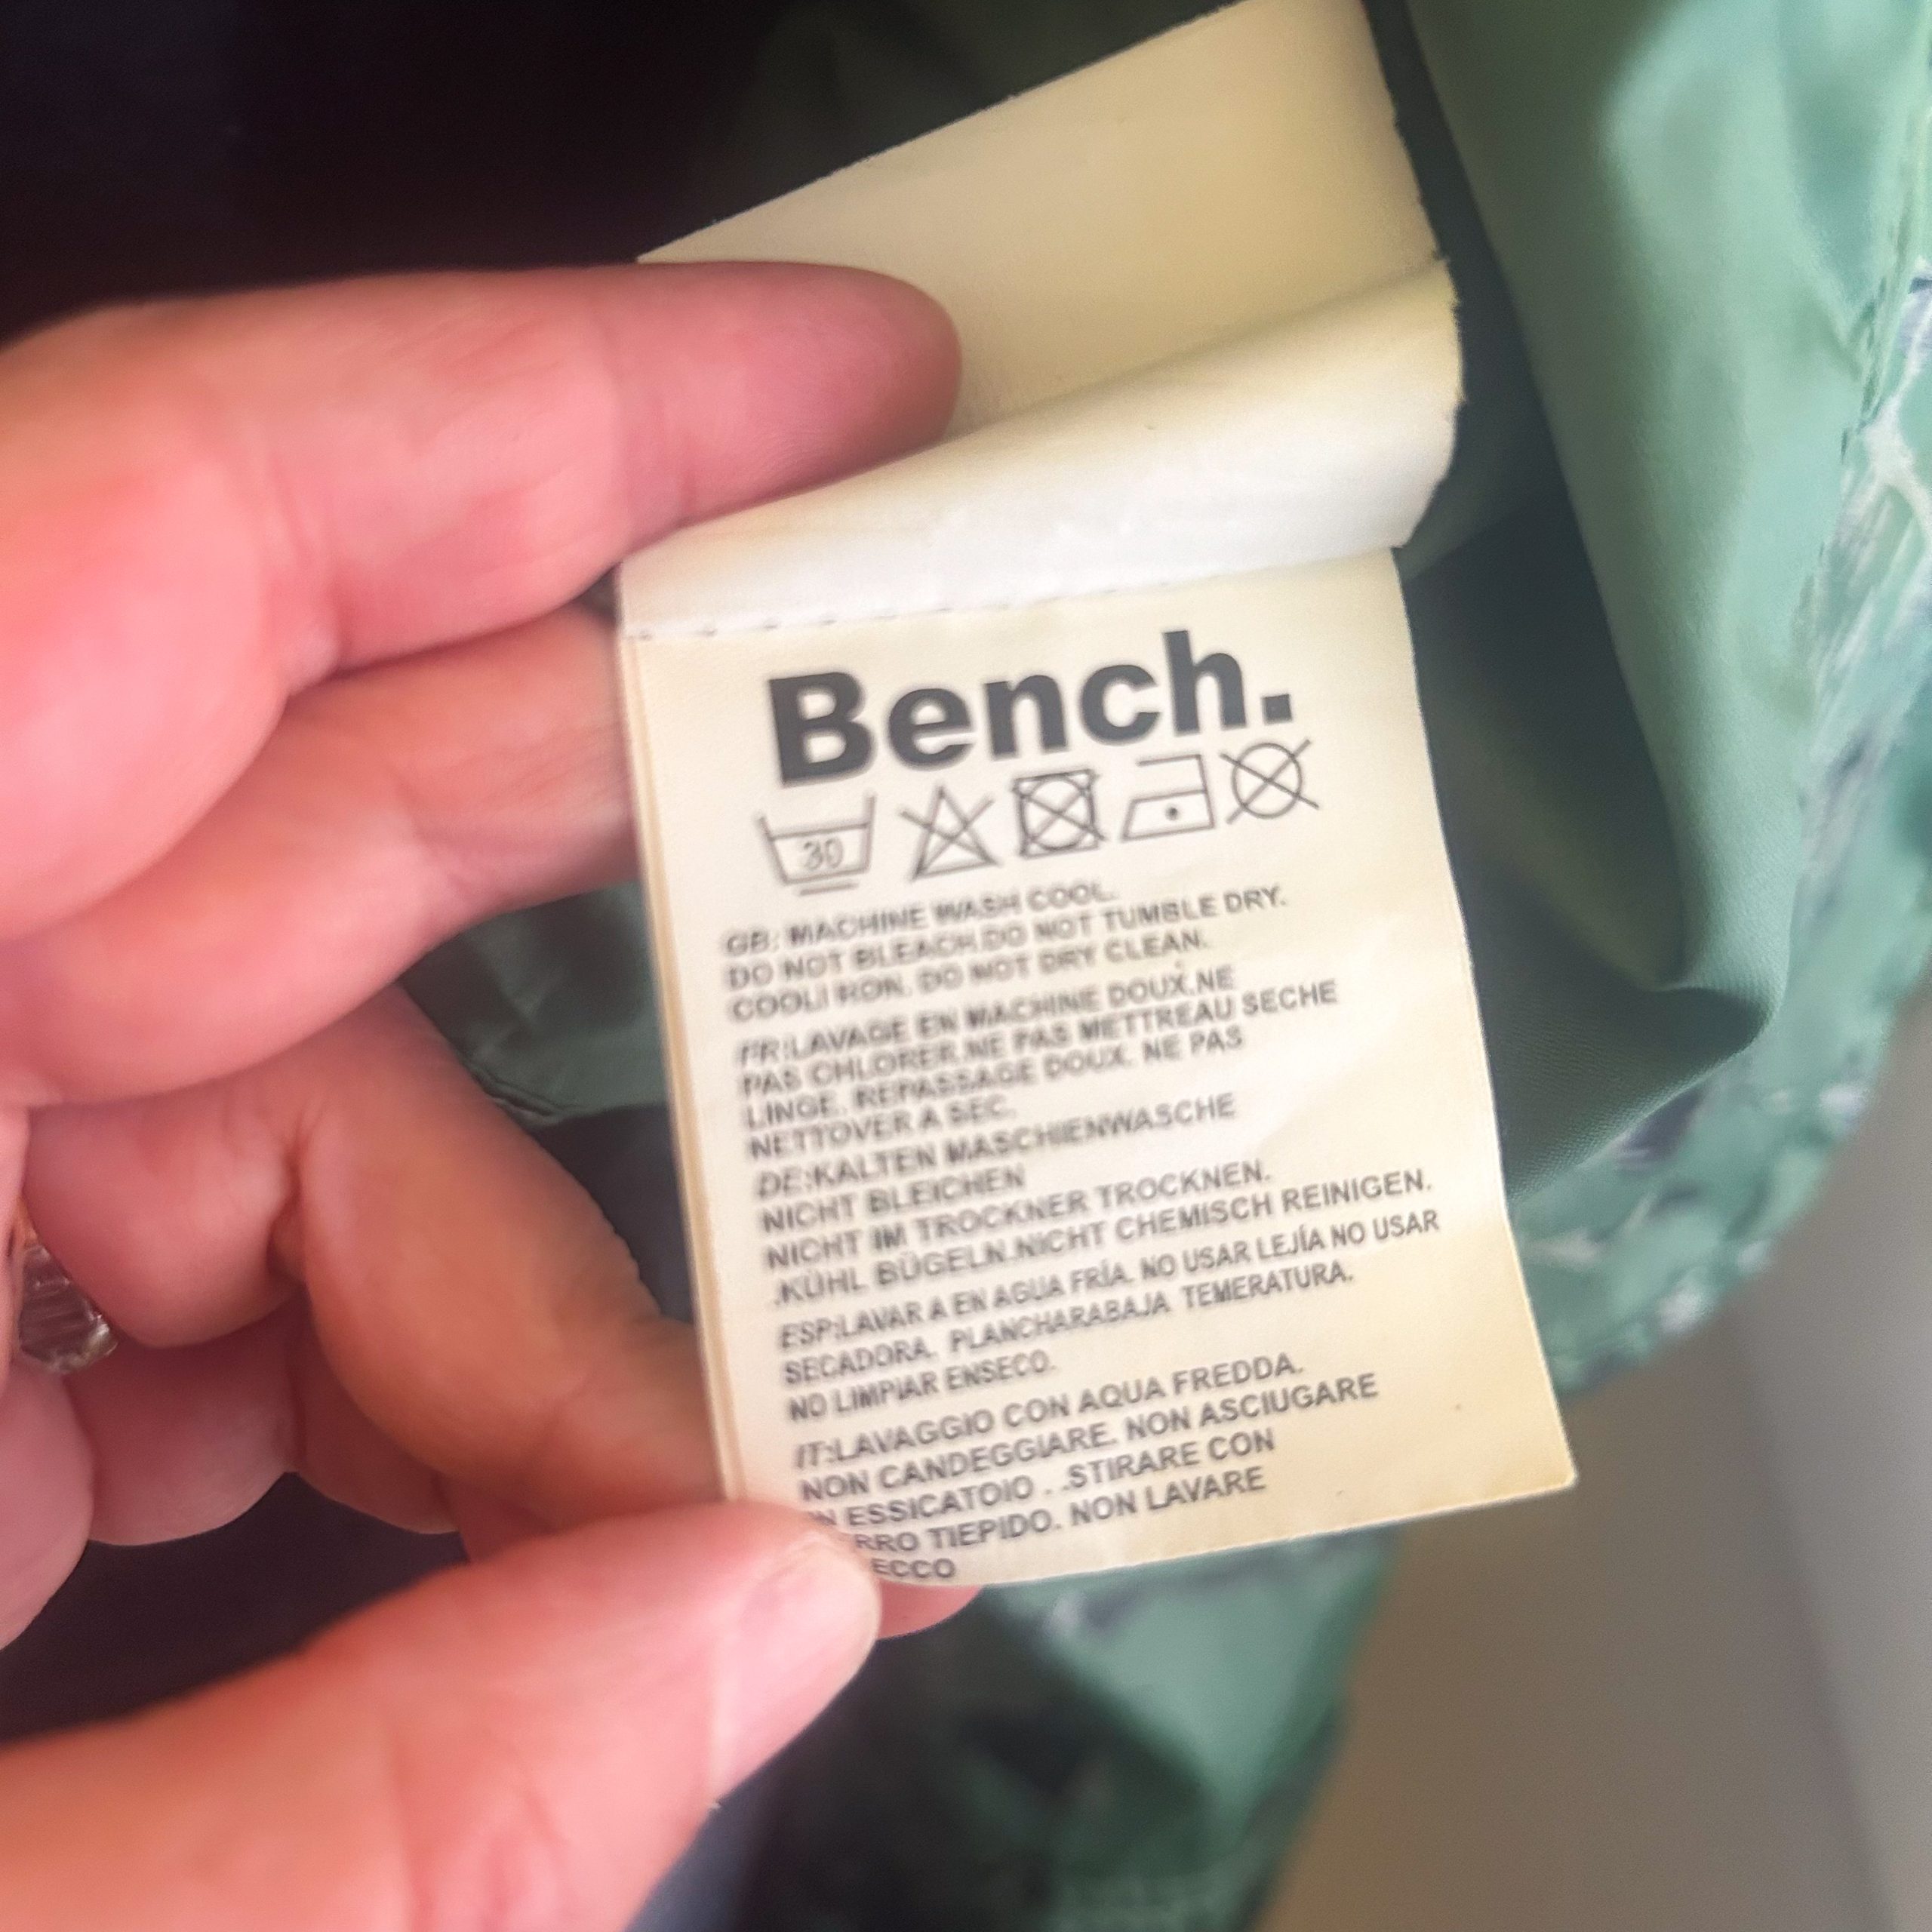 Bench.
30
GB: MACHINE WASH COOL.
DO NOT BLEACH.DO NOT TUMBLE DRY.
COOLI RON. DO NOT DRY CLEAN.
FR:LAVAGE EN MACHINE DOUX.NE
PAS CHLORER.NE PAS METTREAU SECHE
LINGE. REPASSAGE DOUX. NE PAS
NETTOVER A SEC.
DE:KALTEN MASCHIENWASCHE
NICHT BLEICHEN
NICHT IM TROCKNER TROCKNEN.
.KÜHL BÜGELN.NICHT CHEMISCH REINIGEN.
ESP:LAVAR A EN AGUA FRÍA. NO USAR LEJÍA NO USAR
SECADORA. PLANCHARABAJA TEMERATURA.
NO LIMPIAR ENSECO.
IT:LAVAGGIO CON AQUA FREDDA.
NON CANDEGGIARE. NON ASCIUGARE
N ESSICATOIO . .STIRARE CON
RRO TIEPIDO. NON LAVARE
ECCO